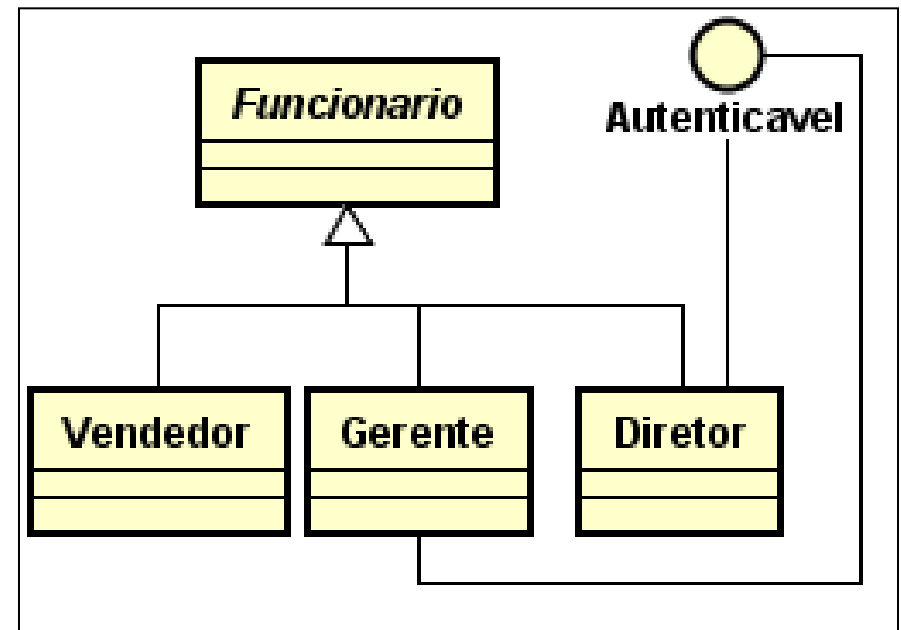 Funcionario
Autenticavel
Vendedor
Gerente
Diretor